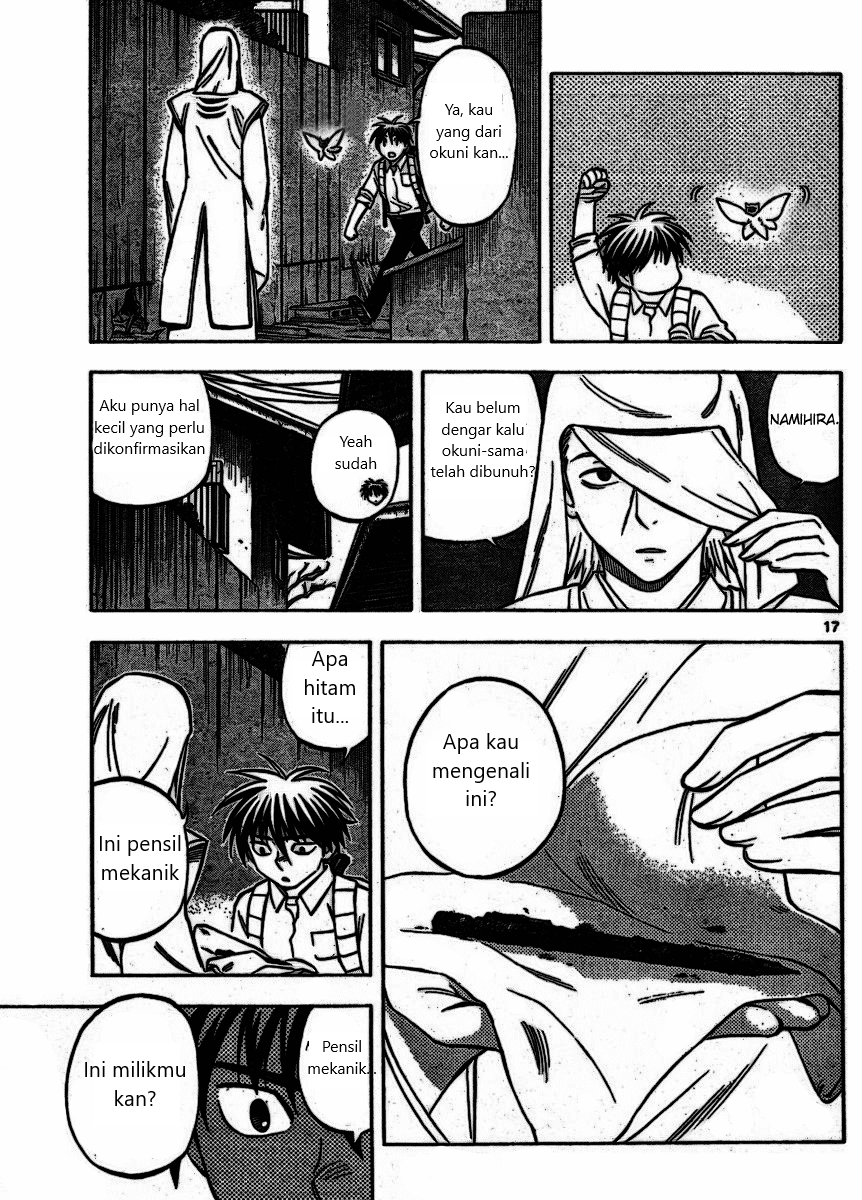 Ya, kau
yang dari
okuni kan...
NAMIHIRA.
Kau belum
dengar kalu
okuni-sama
telah dibunuh?
Yeah
sudah
Aku punya hal
kecil yang perlu
dikonfirmasikan
17
Apa kau
mengenali
ini?
Apa
hitam
itu...
Ini pensil
mekanik
Pensil
mekanik...
Ini milikmu
kan?